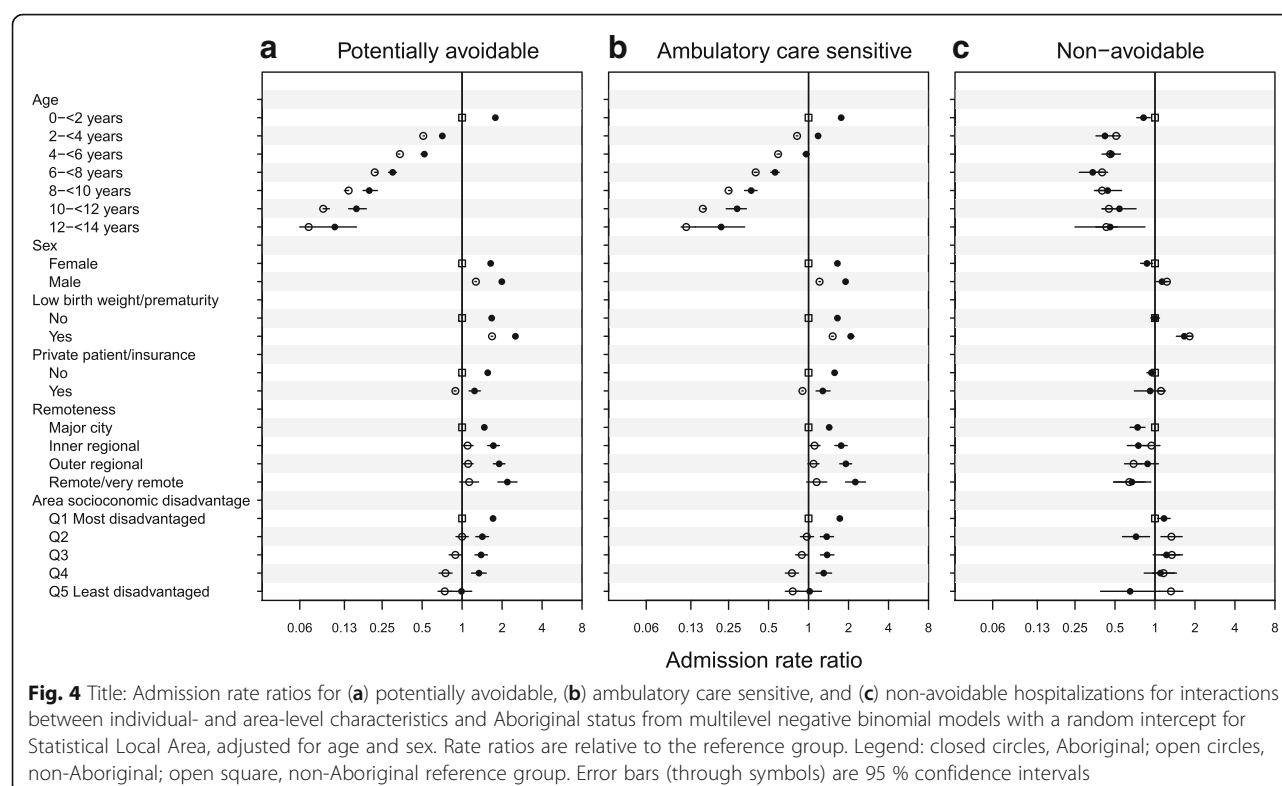 a Potentially avoidable b Ambulatory care sensitive c Non−avoidable
Age
0−<2 years
2−<4 years
4−<6 years
6−<8 years
8−<10 years
10−<12 years
12−<14 years
Sex
Female
Male
Low birth weight/prematurity
No
Yes
Private patient/insurance
No
Yes
Remoteness
Major city
Inner regional
Outer regional
Remote/very remote
Area socioeconomic disadvantage
Q1 Most disadvantaged
Q2
Q3
Q4
Q5 Least disadvantaged
0.06 0.13 0.25 0.5 1 2 4 8 0.06 0.13 0.25 0.5 1 2 4 8 0.06 0.13 0.25 0.5 1 2 4 8
Admission rate ratio
Fig. 4 Title: Admission rate ratios for (a) potentially avoidable, (b) ambulatory care sensitive, and (c) non-avoidable hospitalizations for interactions
between individual- and area-level characteristics and Aboriginal status from multilevel negative binomial models with a random intercept for
Statistical Local Area, adjusted for age and sex. Rate ratios are relative to the reference group. Legend: closed circles, Aboriginal; open circles,
non-Aboriginal; open square, non-Aboriginal reference group. Error bars (through symbols) are 95 % confidence intervals